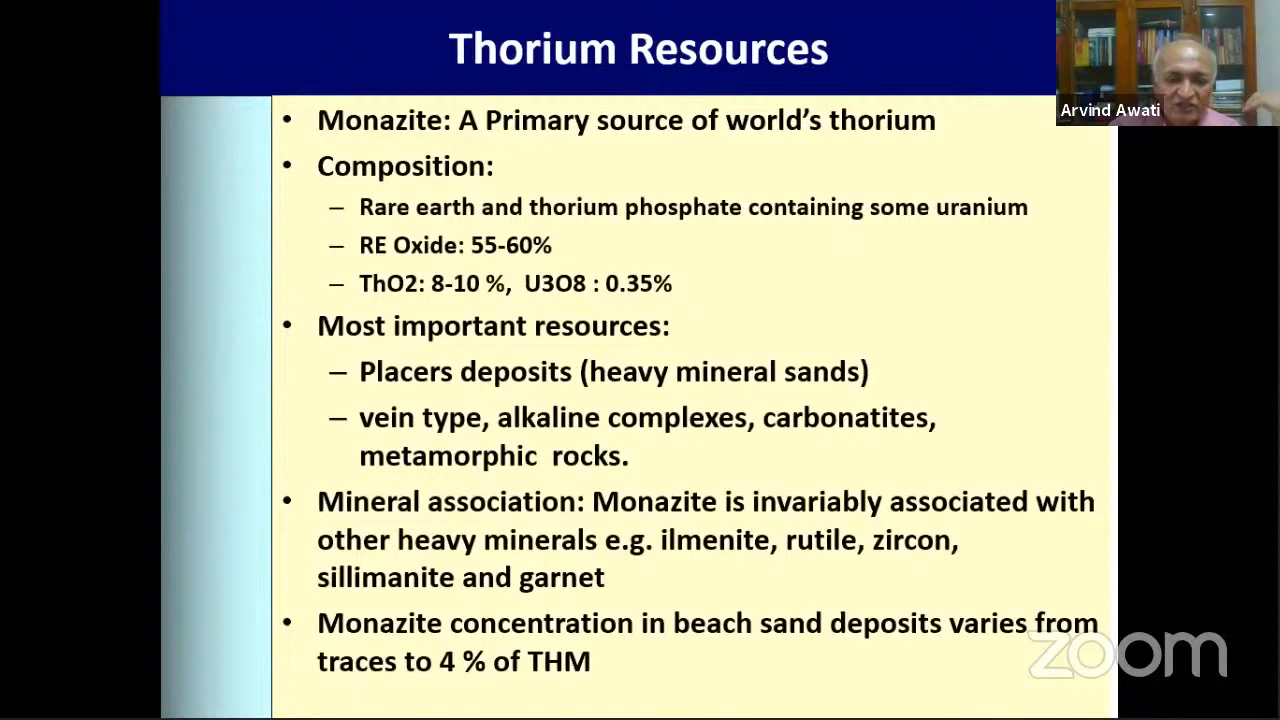 Thorium Resources
Arvind Awati
• Monazite: A Primary source of world's thorium
• Composition:
– Rare earth and thorium phosphate containing some uranium
– RE Oxide: 55-60%
– ThO2: 8-10 %, U3O8 : 0.35%
• Most important resources:
– Placers deposits (heavy mineral sands)
– vein type, alkaline complexes, carbonatites,
metamorphic rocks.
• Mineral association: Monazite is invariably associated with
other heavy minerals e.g. ilmenite, rutile, zircon,
sillimanite and garnet
• Monazite concentration in beach sand deposits varies from
traces to 4 % of THM
zoom